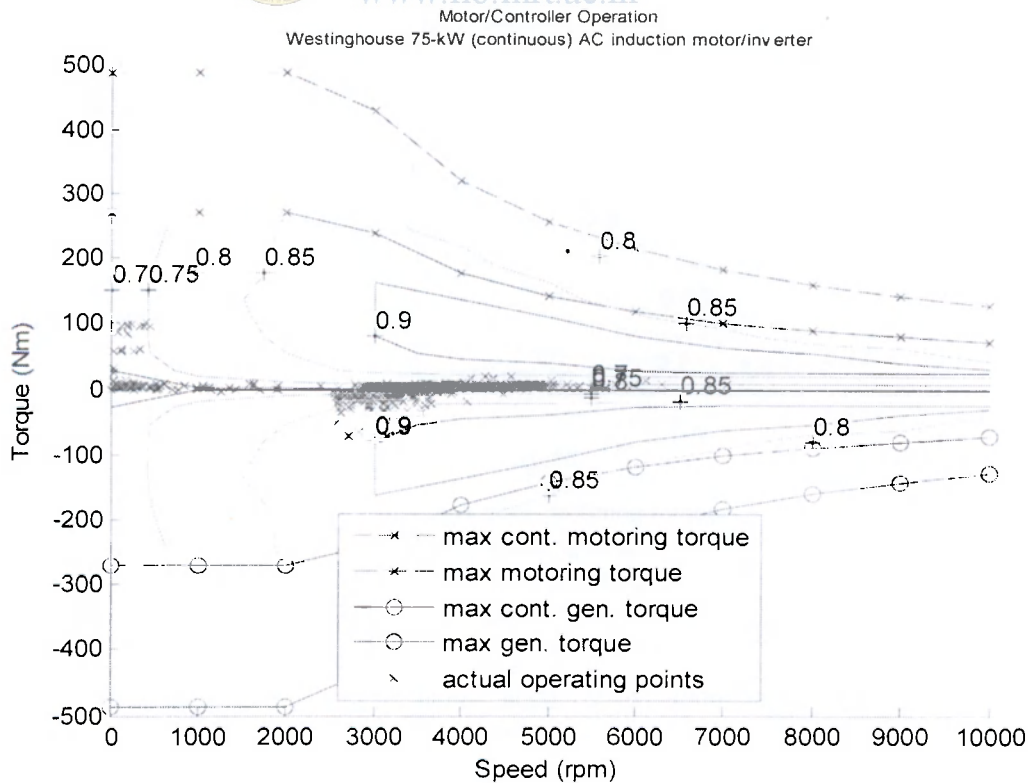 Motor/Controller Operation
Westinghouse 75-kW (continuous) AC induction motor/inverter
500
400
300
200
100
0
-100
-200
-300
-400
-500
Torque (Nm)
0.70
0.75
0.8
0.85
0.9
0.8
0.85
0.7
0.85
0.85
0.9
0.8
0.85
max cont. motoring torque
max motoring torque
max cont. gen. torque
max gen. torque
actual operating points
0 1000 2000 3000 4000 5000 6000 7000 8000 9000 10000
Speed (rpm)